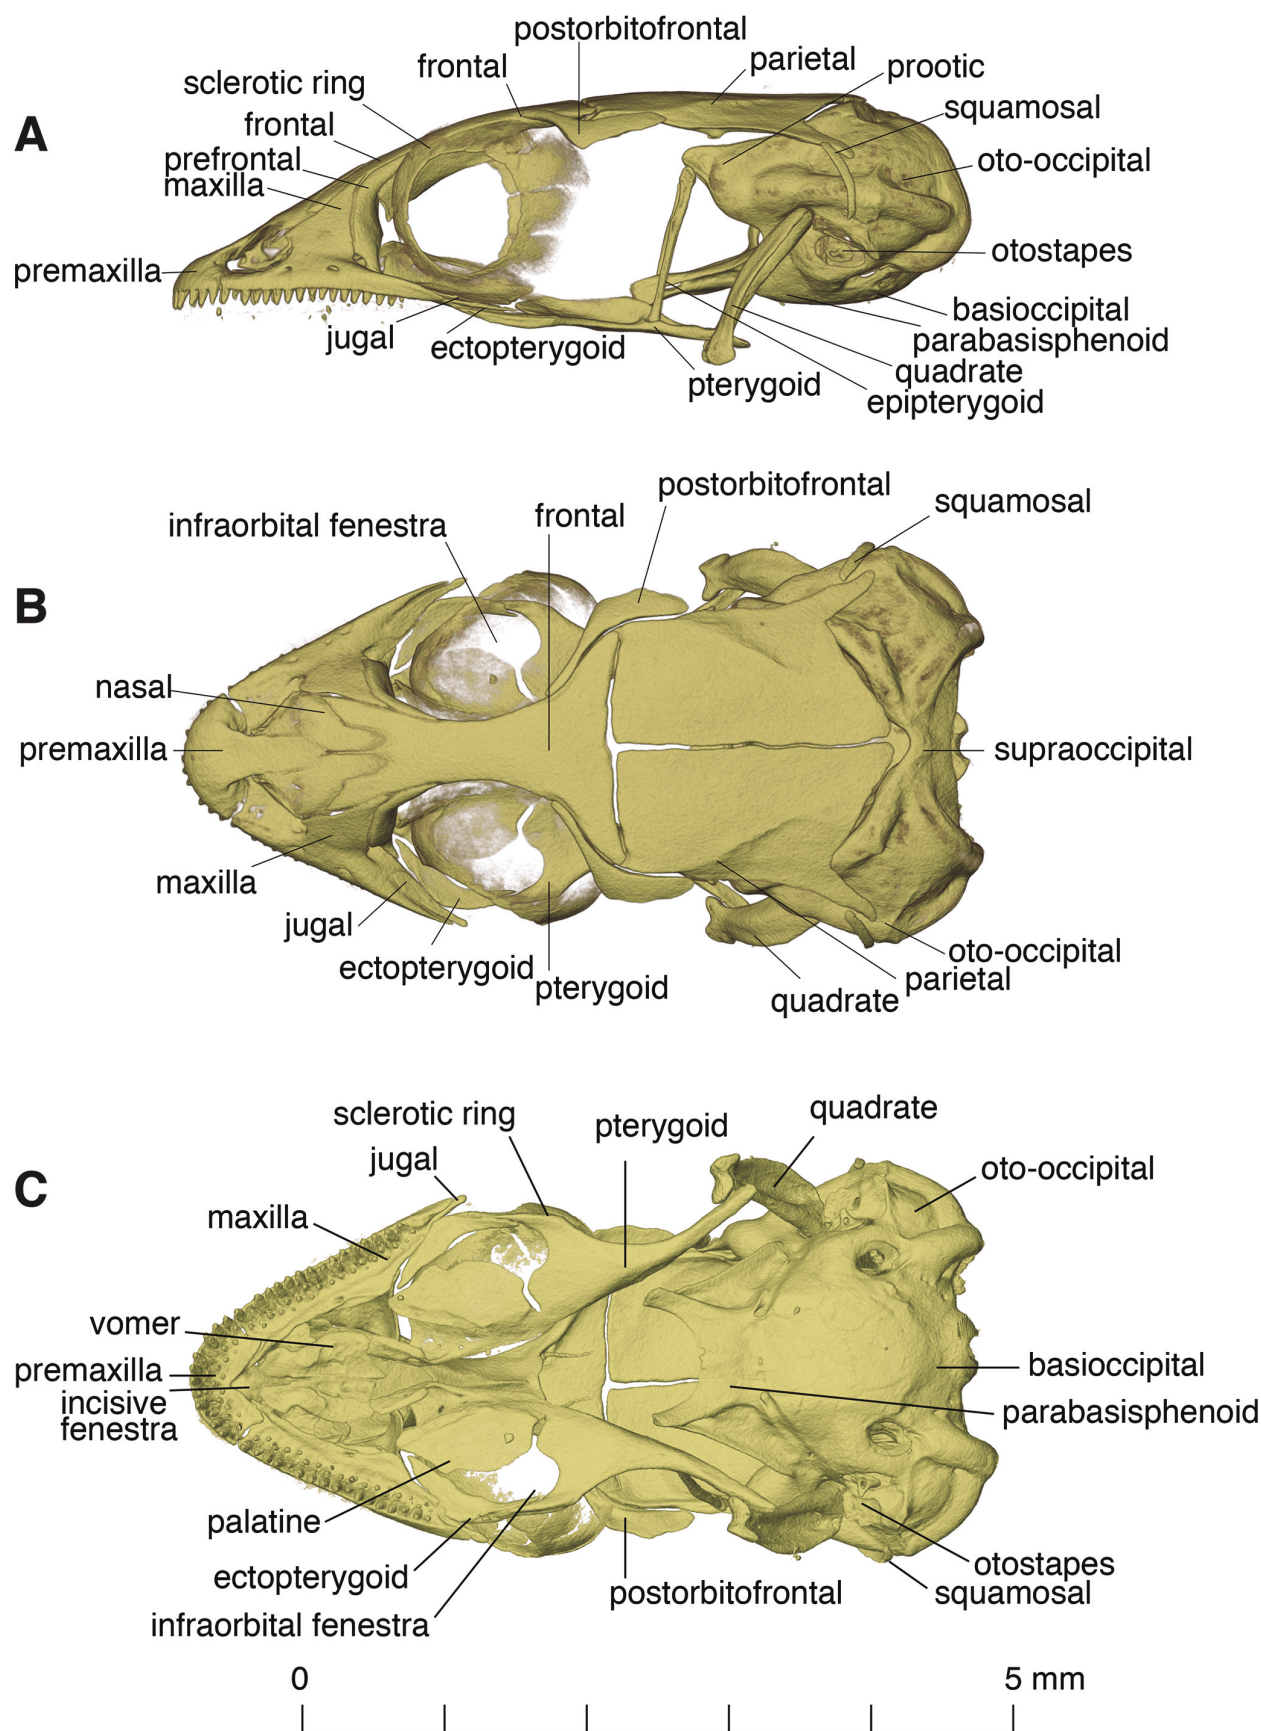 A
postorbitofrontal
frontal
parietal
prootic
sclerotic ring
squamosal
frontal
prefrontal
oto-occipital
maxilla
otostapes
premaxilla
basioccipital
jugal
parabasisphenoid
ectopterygoid
quadrate
pterygoid
epipterygoid
B
postorbitofrontal
squamosal
infraorbital fenestra
frontal
nasal
premaxilla
supraoccipital
maxilla
jugal
oto-occipital
ectopterygoid
parietal
pterygoid
quadrate
C
sclerotic ring
quadrate
pterygoid
jugal
oto-occipital
maxilla
vomer
premaxilla
basioccipital
incisive
fenestra
parabasisphenoid
palatine
otostapes
ectopterygoid
postorbitofrontal
squamosal
infraorbital fenestra
0
5 mm